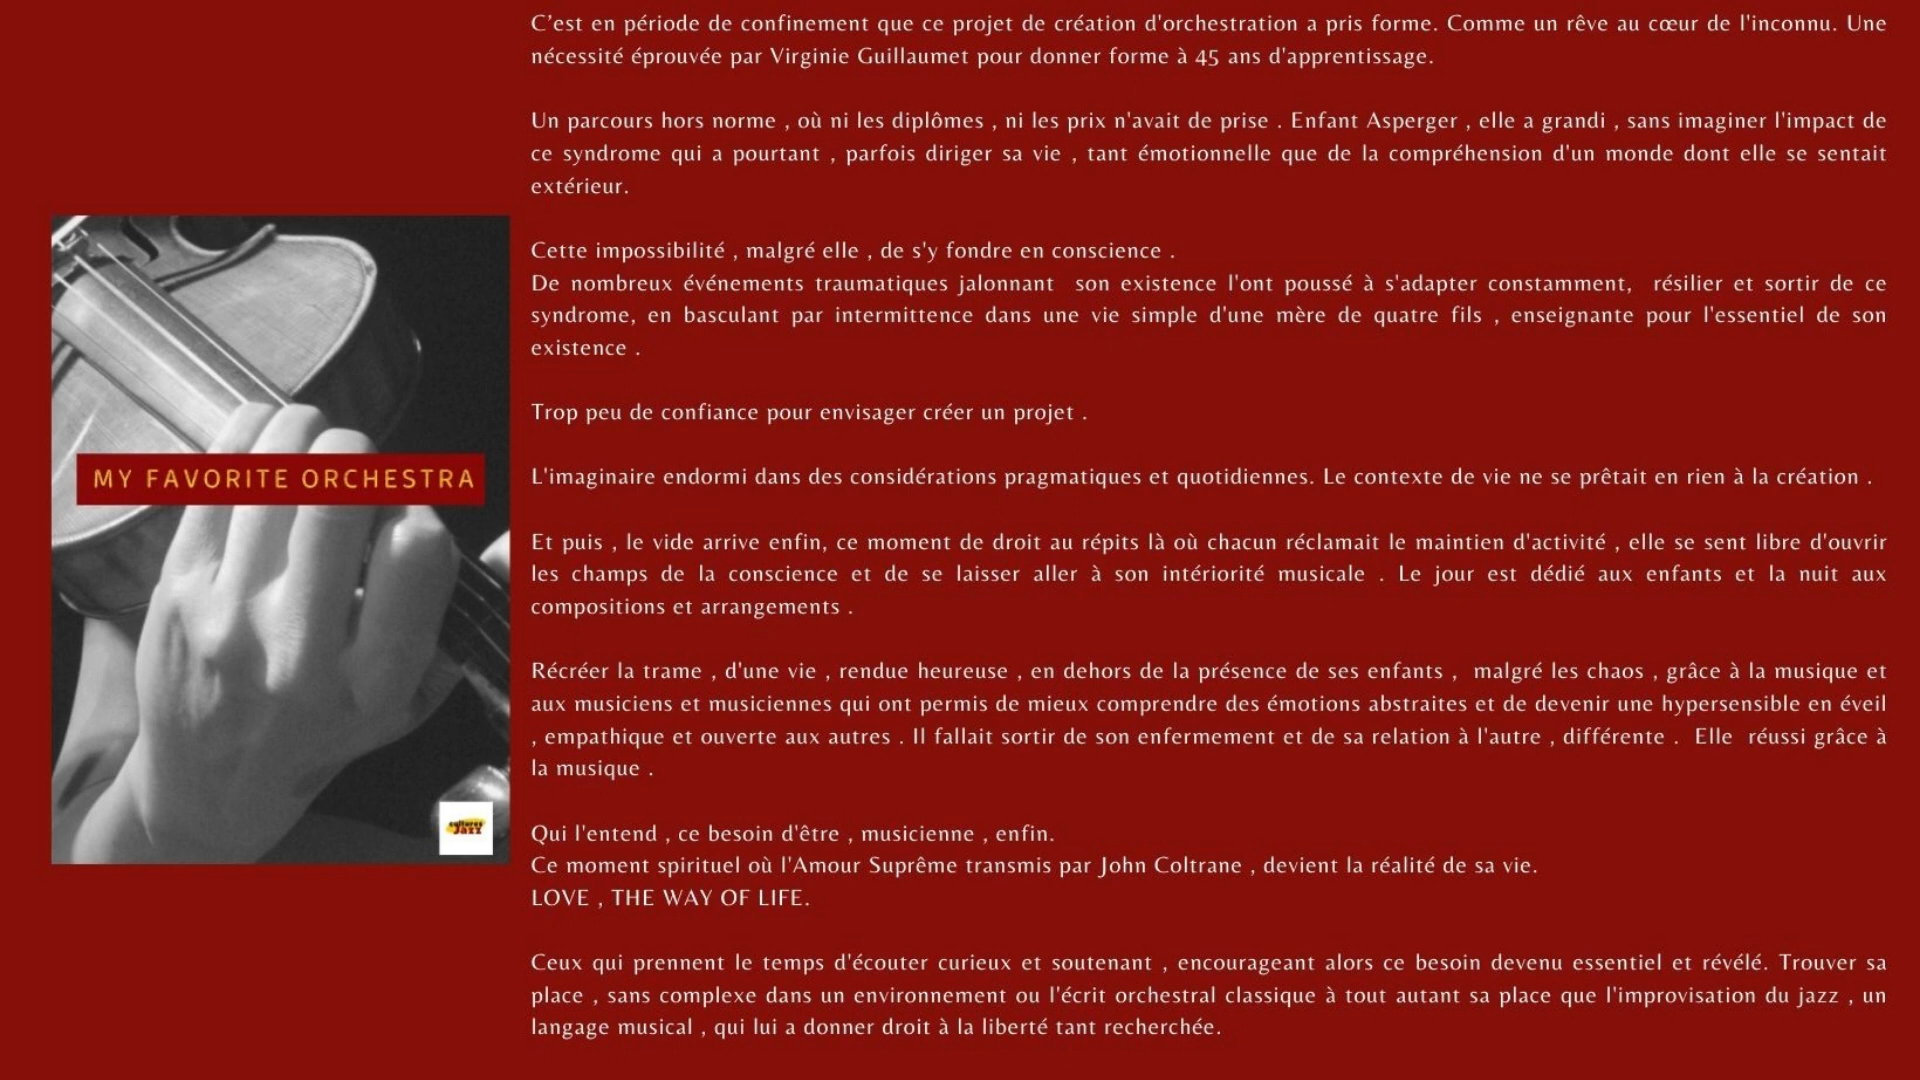 C’est en période de confinement que ce projet de création d'orchestration a pris forme. Comme un rêve au cœur de l'inconnu. Une
nécessité éprouvée par Virginie Guillaumet pour donner forme à 45 ans d'apprentissage.
Un parcours hors norme , où ni les diplômes , ni les prix n'avait de prise . Enfant Asperger , elle a grandi , sans imaginer l'impact de
ce syndrome qui a pourtant , parfois diriger sa vie , tant émotionnelle que de la compréhension d'un monde dont elle se sentait
extérieur.
Cette impossibilité , malgré elle , de s'y fondre en conscience .
De nombreux événements traumatiques jalonnant son existence l'ont poussé à s'adapter constamment, résilier et sortir de ce
syndrome, en basculant par intermittence dans une vie simple d'une mère de quatre fils , enseignante pour l'essentiel de son
existence .
Trop peu de confiance pour envisager créer un projet .
L'imaginaire endormi dans des considérations pragmatiques et quotidiennes. Le contexte de vie ne se prêtait en rien à la création .
Et puis , le vide arrive enfin, ce moment de droit au répits là où chacun réclamait le maintien d'activité , elle se sent libre d'ouvrir
les champs de la conscience et de se laisser aller à son intériorité musicale . Le jour est dédié aux enfants et la nuit aux
compositions et arrangements .
Récréer la trame , d'une vie , rendue heureuse , en dehors de la présence de ses enfants , malgré les chaos , grâce à la musique et
aux musiciens et musiciennes qui ont permis de mieux comprendre des émotions abstraites et de devenir une hypersensible en éveil
, empathique et ouverte aux autres . Il fallait sortir de son enfermement et de sa relation à l'autre , différente . Elle réussi grâce à
la musique .
Qui l'entend , ce besoin d'être , musicienne , enfin.
Ce moment spirituel où l'Amour Suprême transmis par John Coltrane , devient la réalité de sa vie.
LOVE , THE WAY OF LIFE.
Ceux qui prennent le temps d'écouter curieux et soutenant , encourageant alors ce besoin devenu essentiel et révélé. Trouver sa
place , sans complexe dans un environnement ou l'écrit orchestral classique à tout autant sa place que l'improvisation du jazz , un
langage musical , qui lui a donner droit à la liberté tant recherchée.
MY FAVORITE ORCHESTRA
cultures
Jazz